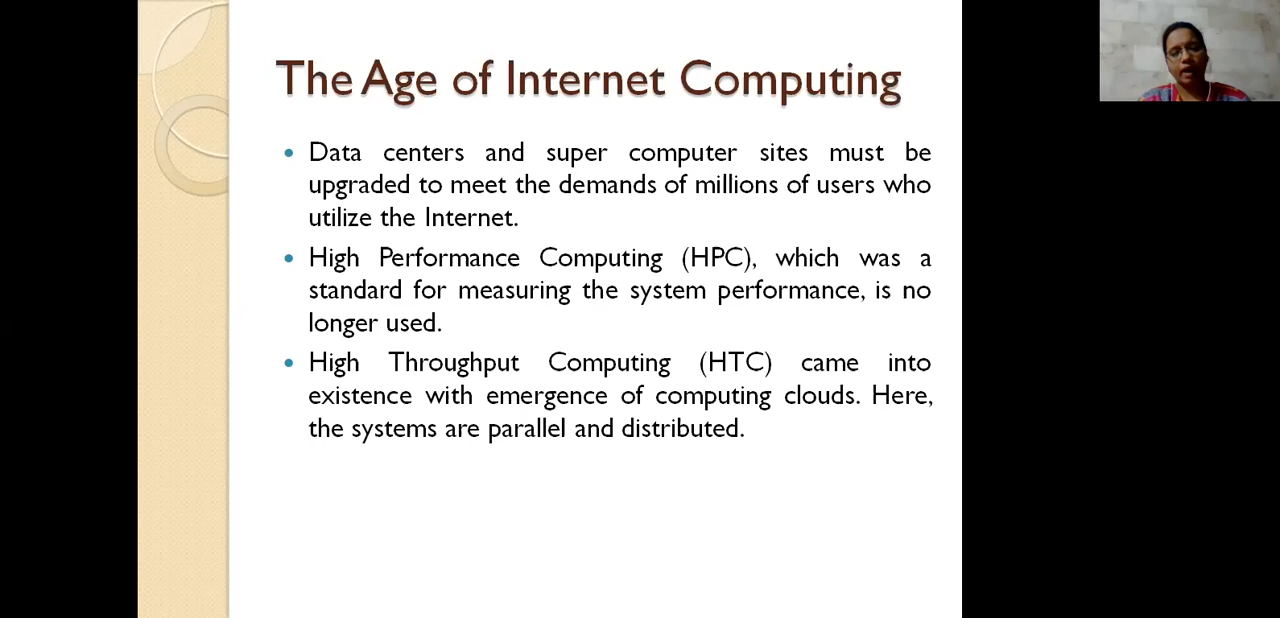 The Age of Internet Computing
Data centers and super computer sites must be
upgraded to meet the demands of millions of users who
utilize the Internet.
High Performance Computing (HPC), which was a
standard for measuring the system performance, is no
longer used.
High Throughput Computing (HTC) came into
existence with emergence of computing clouds. Here,
the systems are parallel and distributed.